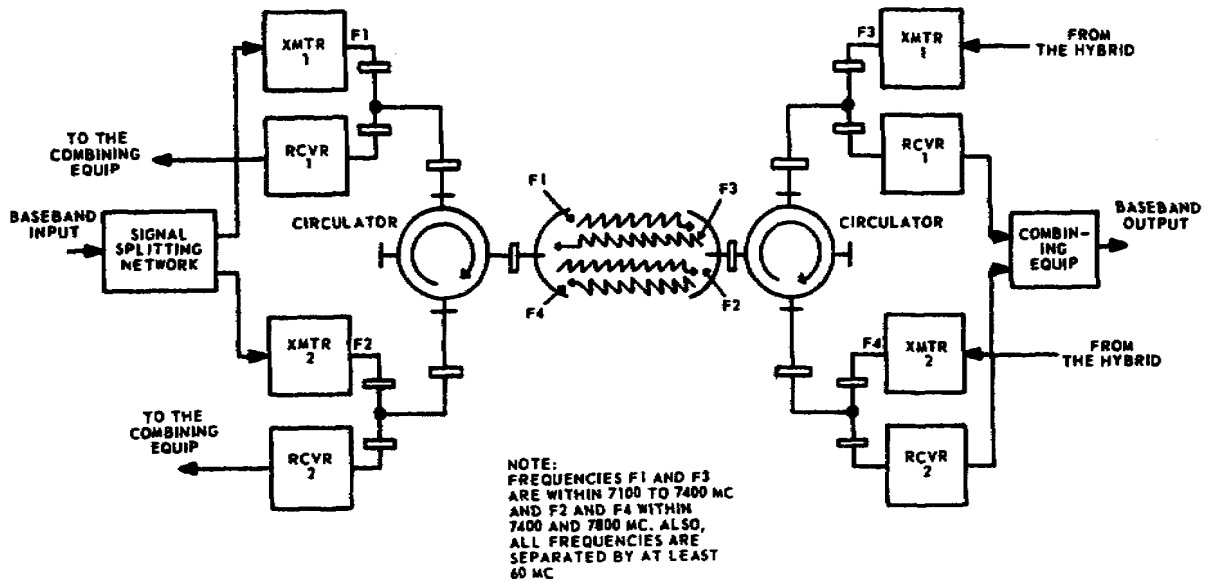 XMTR
1
F1
RCVR
1
TO THE
COMBINING
EQUIP
BASEBAND
INPUT
SIGNAL
SPLITTING
NETWORK
XMTR
2
F2
TO THE
COMBINING
EQUIP
RCVR
2
CIRCULATOR
F1
F3
F4
F2
CIRCULATOR
F3
XMTR
1
FROM
THE HYBRID
RCVR
1
COMBIN-
ING
EQUIP
BASEBAND
OUTPUT
F4
XMTR
2
FROM
THE HYBRID
RCVR
2
NOTE:
FREQUENCIES F1 AND F3
ARE WITHIN 7100 TO 7400 MC
AND F2 AND F4 WITHIN
7400 AND 7800 MC. ALSO,
ALL FREQUENCIES ARE
SEPARATED BY AT LEAST
60 MC